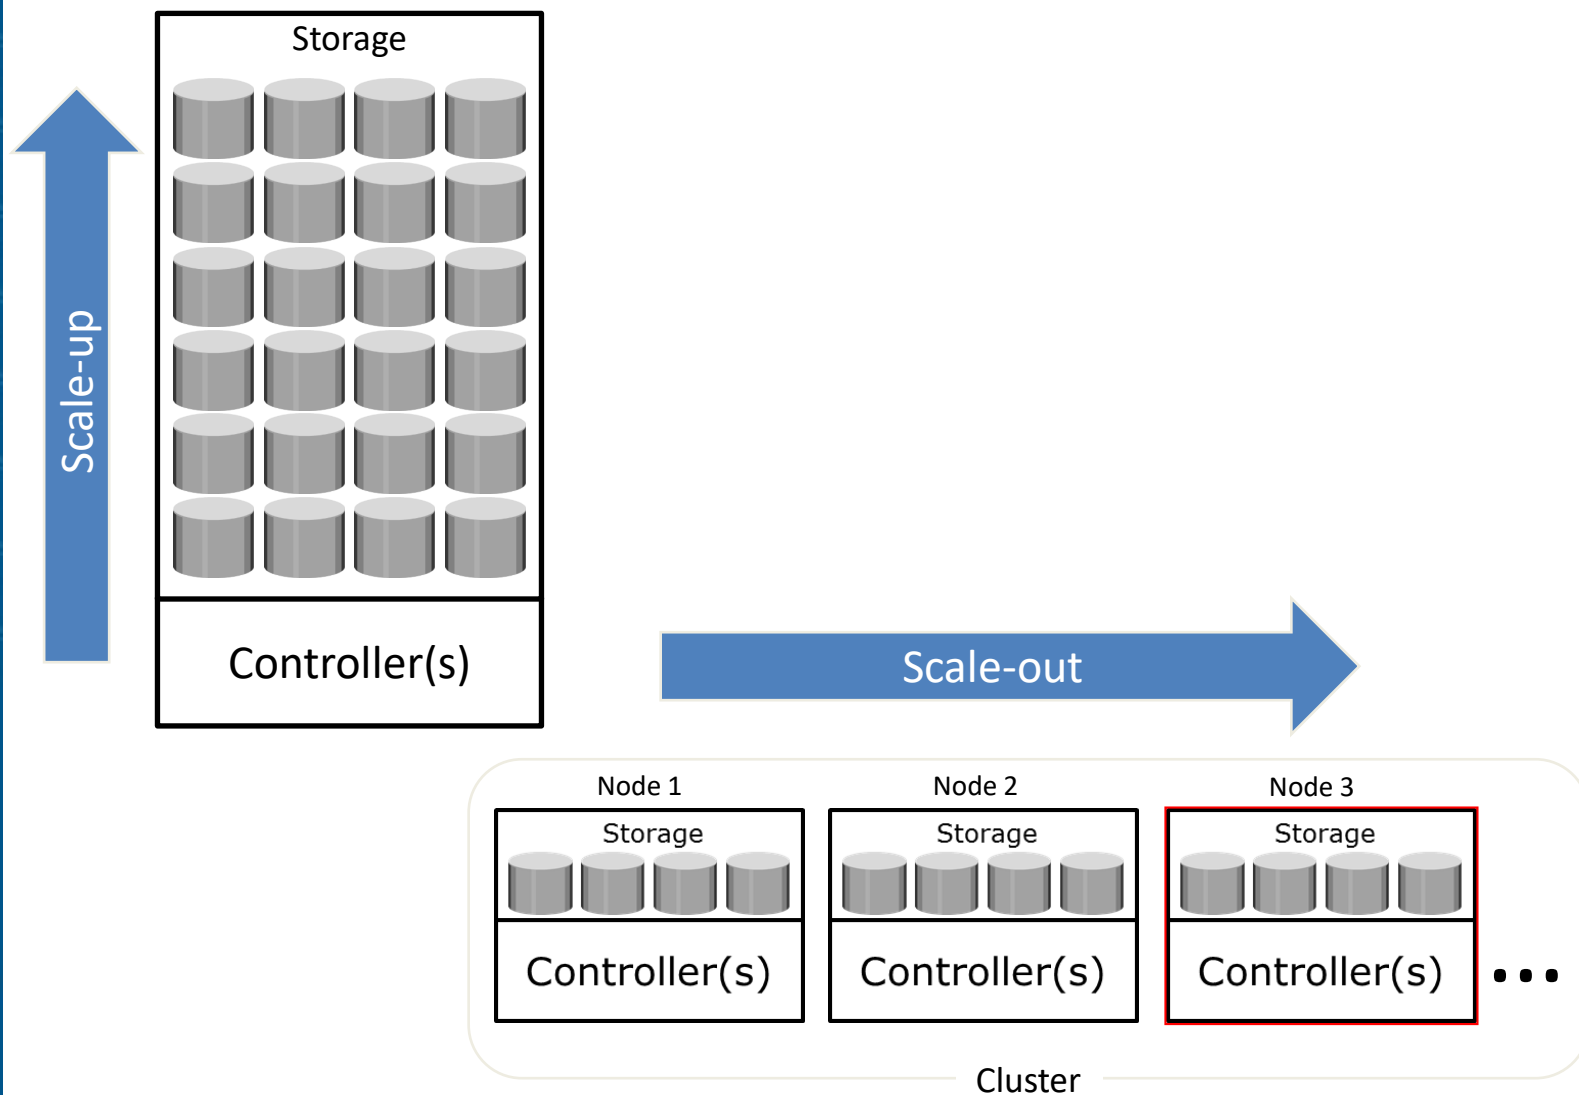 Storage
Scale-up
Controller(s)
Scale-out
Node 1
Node 2
Node 3
Storage
Storage
Storage
Controller(s)
Controller(s)
Controller(s)
...
Cluster